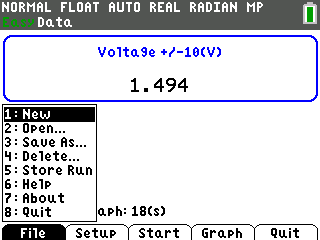 NORMAL FLOAT AUTO REAL RADIAN MP
EasyData
Voltage +/-10(V)
1.494
1: New
2: Open...
3: Save As...
4: Delete...
5: Store Run
6: Help
7: About
8: Quit
aph: 18(s)
File Setup Start Graph Quit